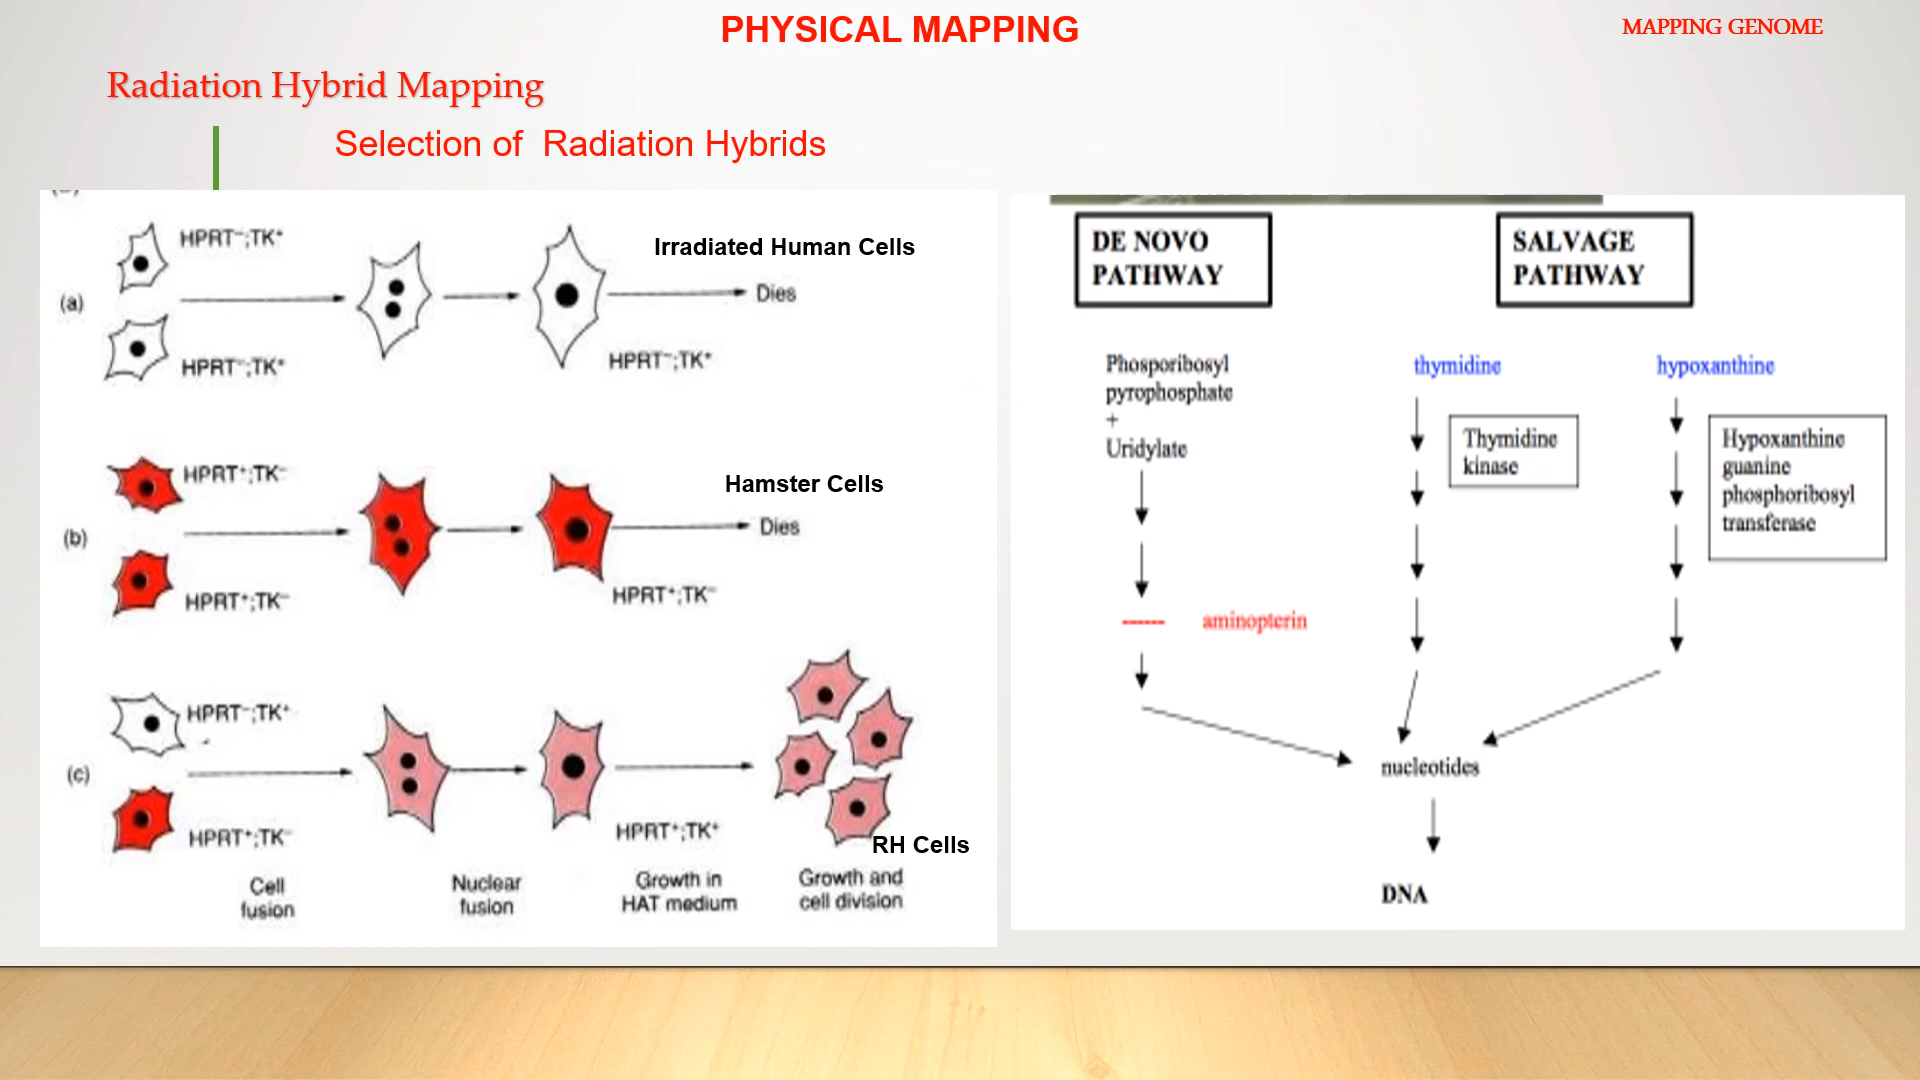 PHYSICAL MAPPING
MAPPING GENOME
Radiation Hybrid Mapping
Selection of Radiation Hybrids
(a)
HPRT⁻;TK⁺
HPRT⁻;TK⁺
Irradiated Human Cells
Dies
HPRT⁻;TK⁺
(b)
HPRT⁺;TK⁻
HPRT⁺;TK⁻
Hamster Cells
Dies
HPRT⁺;TK⁻
(c)
HPRT⁻;TK⁺
HPRT⁺;TK⁻
HPRT⁺;TK⁺
RH Cells
Cell
fusion
Nuclear
fusion
Growth in
HAT medium
Growth and
cell division
DE NOVO
PATHWAY
SALVAGE
PATHWAY
Phosporibosyl
pyrophosphate
+
Uridylate
thymidine
hypoxanthine
Thymidine
kinase
Hypoxanthine
guanine
phosphoribosyl
transferase
------ aminopterin
nucleotides
DNA